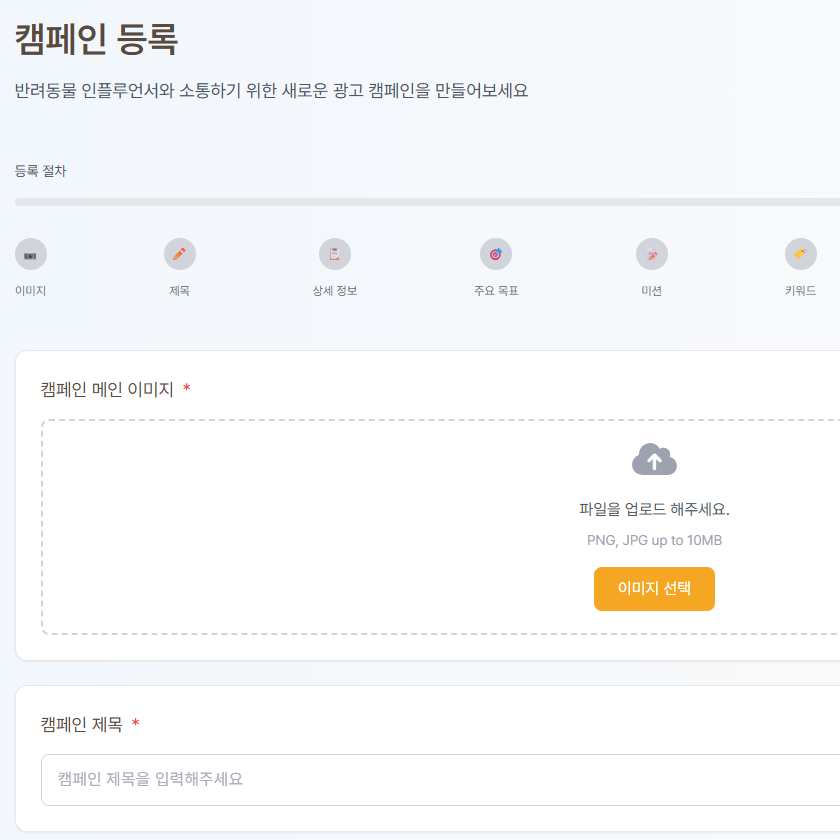 캠페인 등록
반려동물 인플루언서와 소통하기 위한 새로운 광고 캠페인을 만들어보세요
등록 절차
이미지 제목 상세 정보 주요 목표 미션 키워드
캠페인 메인 이미지 *
파일을 업로드 해주세요.
PNG, JPG up to 10MB
이미지 선택
캠페인 제목 *
캠페인 제목을 입력해주세요